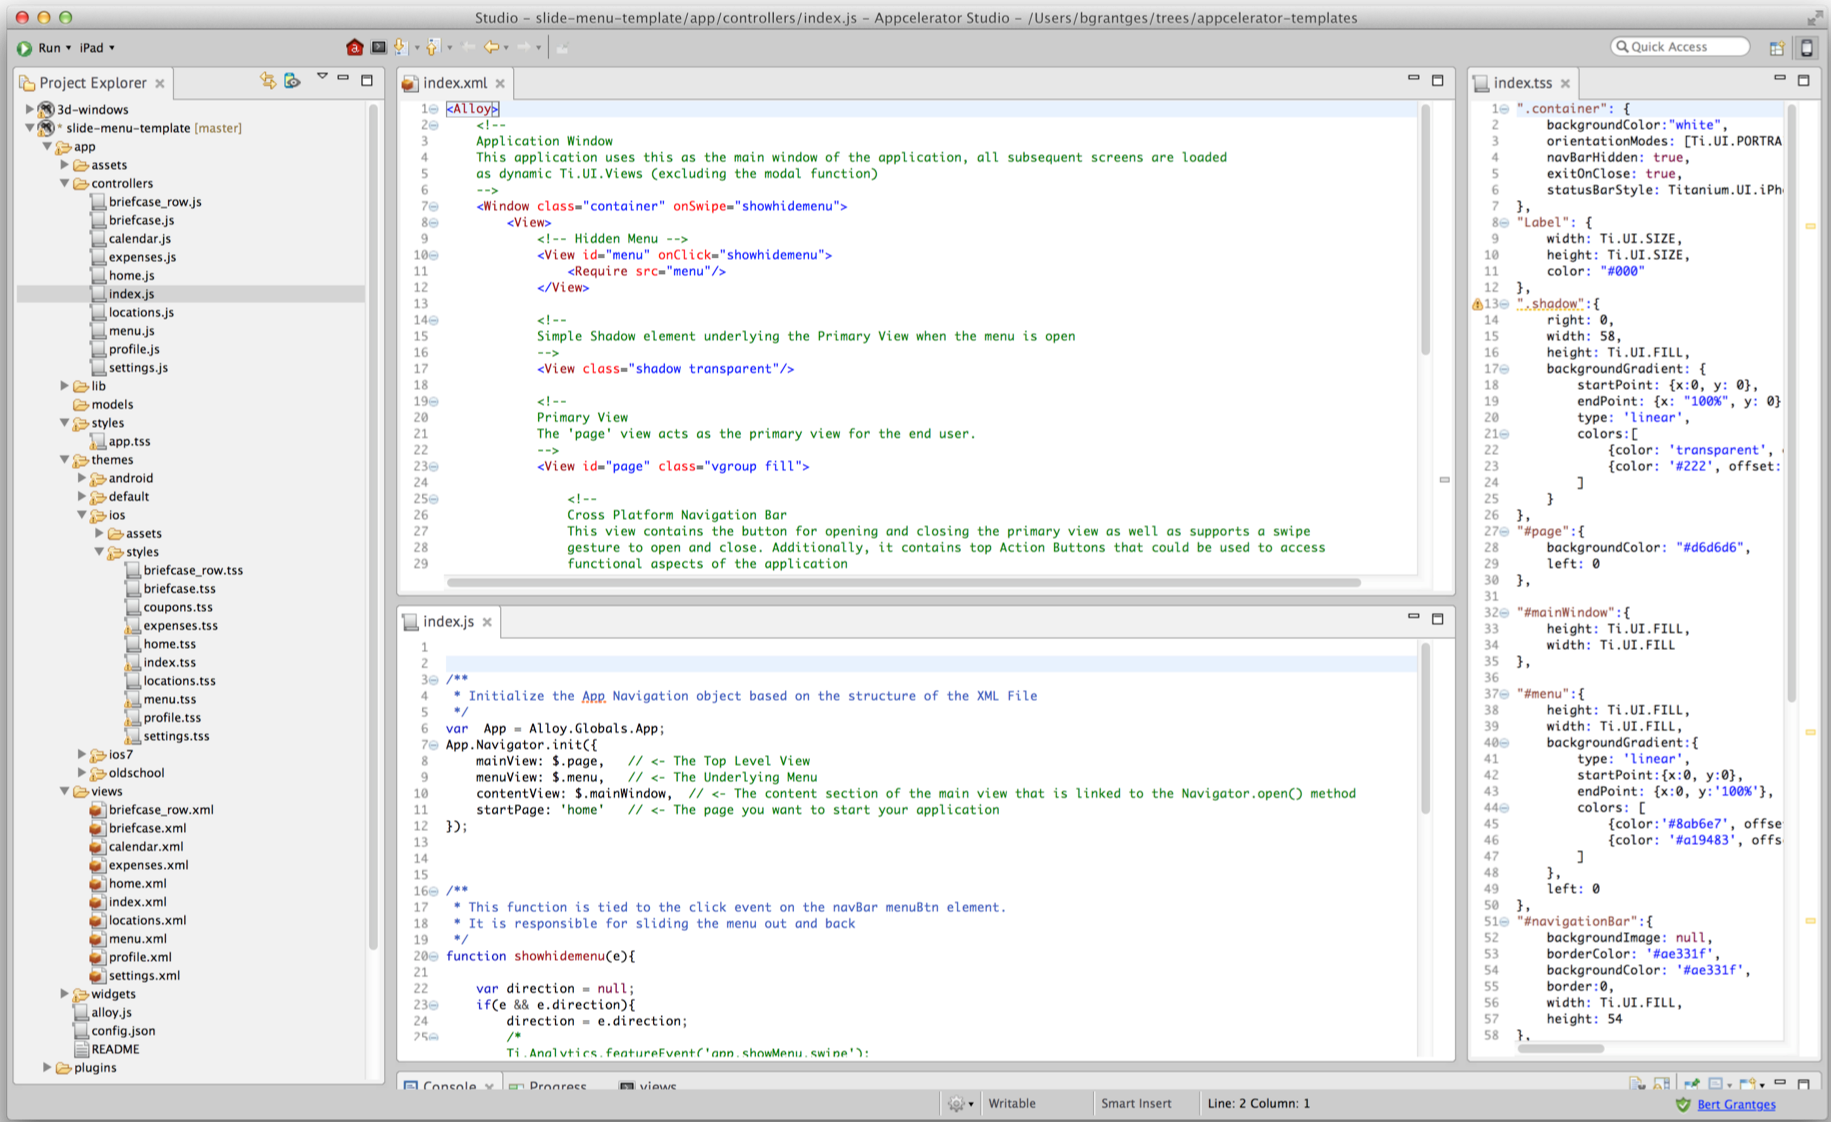 Studio – slide-menu-template/app/controllers/index.js – Appcelerator Studio – /Users/bgrantges/trees/appcelerator-templates
Run iPad
Quick Access
Project Explorer
3d-windows
* slide-menu-template [master]
app
assets
controllers
briefcase_row.js
briefcase.js
calendar.js
expenses.js
home.js
index.js
locations.js
menu.js
profile.js
settings.js
lib
models
styles
app.tss
themes
android
default
ios
assets
styles
briefcase_row.tss
briefcase.tss
coupons.tss
expenses.tss
home.tss
index.tss
locations.tss
menu.tss
profile.tss
settings.tss
ios7
oldschool
views
briefcase_row.xml
briefcase.xml
calendar.xml
expenses.xml
home.xml
index.xml
locations.xml
menu.xml
profile.xml
settings.xml
widgets
alloy.js
config.json
README
plugins
index.xml
1 <Alloy>
2 <!--
3 Application Window
4 This application uses this as the main window of the application, all subsequent screens are loaded
5 as dynamic Ti.UI.Views (excluding the modal function)
6 -->
7 <Window class="container" onSwipe="showhidemenu">
8 <View>
9 <!-- Hidden Menu -->
10 <View id="menu" onClick="showhidemenu">
11 <Require src="menu"/>
12 </View>
13
14 <!--
15 Simple Shadow element underlying the Primary View when the menu is open
16 -->
17 <View class="shadow transparent"/>
18
19 <!--
20 Primary View
21 The 'page' view acts as the primary view for the end user.
22 -->
23 <View id="page" class="vgroup fill">
24
25 <!--
26 Cross Platform Navigation Bar
27 This view contains the button for opening and closing the primary view as well as supports a swipe
28 gesture to open and close. Additionally, it contains top Action Buttons that could be used to access
29 functional aspects of the application
index.js
1
2
3 /**
4 * Initialize the App Navigation object based on the structure of the XML File
5 */
6 var App = Alloy.Globals.App;
7 App.Navigator.init({
8 mainView: $.page, // <- The Top Level View
9 menuView: $.menu, // <- The Underlying Menu
10 contentView: $.mainWindow, // <- The content section of the main view that is linked to the Navigator.open() method
11 startPage: 'home' // <- The page you want to start your application
12 });
13
14
15
16 /**
17 * This function is tied to the click event on the navBar menuBtn element.
18 * It is responsible for sliding the menu out and back
19 */
20 function showhidemenu(e){
21
22 var direction = null;
23 if(e && e.direction){
24 direction = e.direction;
25 /*
Ti.Analytics.featureEvent('app.showMenu.swipe');
index.tss
1 ".container": {
2 backgroundColor:"white",
3 orientationModes: [Ti.UI.PORTRA
4 navBarHidden: true,
5 exitOnClose: true,
6 statusBarStyle: Titanium.UI.iPh
7 },
8 "Label": {
9 width: Ti.UI.SIZE,
10 height: Ti.UI.SIZE,
11 color: "#000"
12 },
13 ".shadow":{
14 right: 0,
15 width: 58,
16 height: Ti.UI.FILL,
17 backgroundGradient: {
18 startPoint: {x:0, y: 0},
19 endPoint: {x: "100%", y: 0}
20 type: 'linear',
21 colors:[
22 {color: 'transparent',
23 {color: '#222', offset:
24 ]
25 }
26 },
27 "#page":{
28 backgroundColor: "#d6d6d6",
29 left: 0
30 },
31
32 "#mainWindow":{
33 height: Ti.UI.FILL,
34 width: Ti.UI.FILL
35 },
36
37 "#menu":{
38 height: Ti.UI.FILL,
39 width: Ti.UI.FILL,
40 backgroundGradient:{
41 type: 'linear',
42 startPoint:{x:0, y:0},
43 endPoint: {x:0, y:'100%'},
44 colors: [
45 {color:'#8ab6e7', offse
46 {color: '#a19483', offs
47 ]
48 },
49 left: 0
50 },
51 "#navigationBar":{
52 backgroundImage: null,
53 borderColor: '#ae331f',
54 backgroundColor: '#ae331f',
55 border:0,
56 width: Ti.UI.FILL,
57 height: 54
58 },
Console Progress views
Writable Smart Insert Line: 2 Column: 1 Bert Grantges